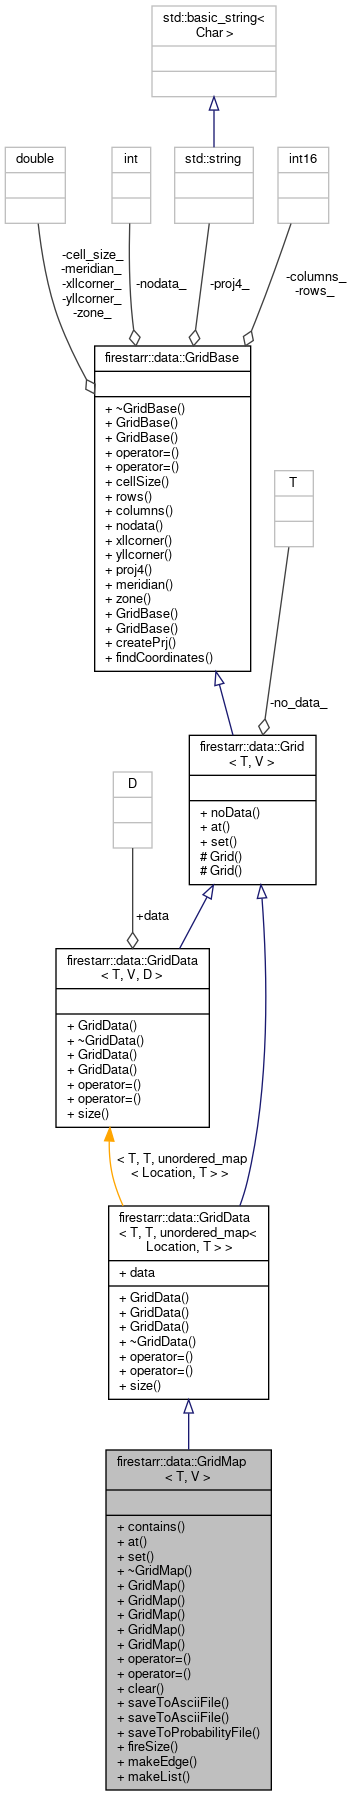 std::basic_string<
Char >
double
int
std::string
int16
-cell_size_
-meridian_
-xllcorner_
-yllcorner_
-zone_
-nodata_
-proj4_
-columns_
-rows_
firestarr::data::GridBase
+ ~GridBase()
+ GridBase()
+ GridBase()
+ operator=()
+ operator=()
+ cellSize()
+ rows()
+ columns()
+ nodata()
+ xllcorner()
+ yllcorner()
+ proj4()
+ meridian()
+ zone()
+ GridBase()
+ GridBase()
+ createPrj()
+ findCoordinates()
T
-no_data_
firestarr::data::Grid
< T, V >
+ noData()
+ at()
+ set()
# Grid()
# Grid()
D
+data
firestarr::data::GridData
< T, V, D >
+ GridData()
+ ~GridData()
+ GridData()
+ GridData()
+ operator=()
+ operator=()
+ size()
< T, T, unordered_map
< Location, T > >
firestarr::data::GridData
< T, T, unordered_map<
Location, T > >
+ data
+ GridData()
+ GridData()
+ GridData()
+ ~GridData()
+ operator=()
+ operator=()
+ size()
firestarr::data::GridMap
< T, V >
+ contains()
+ at()
+ set()
+ ~GridMap()
+ GridMap()
+ GridMap()
+ GridMap()
+ GridMap()
+ GridMap()
+ operator=()
+ operator=()
+ clear()
+ saveToAsciiFile()
+ saveToAsciiFile()
+ saveToProbabilityFile()
+ fireSize()
+ makeEdge()
+ makeList()